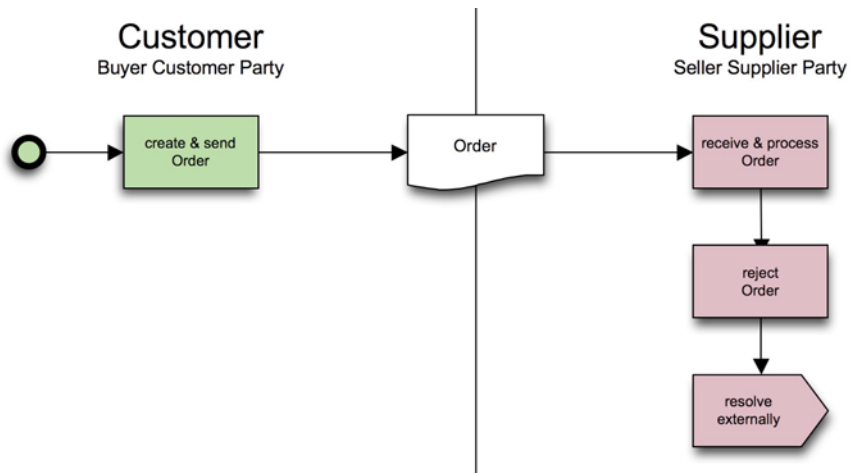 Customer
Buyer Customer Party
Supplier
Seller Supplier Party
create & send
Order
Order
receive & process
Order
reject
Order
resolve
externally